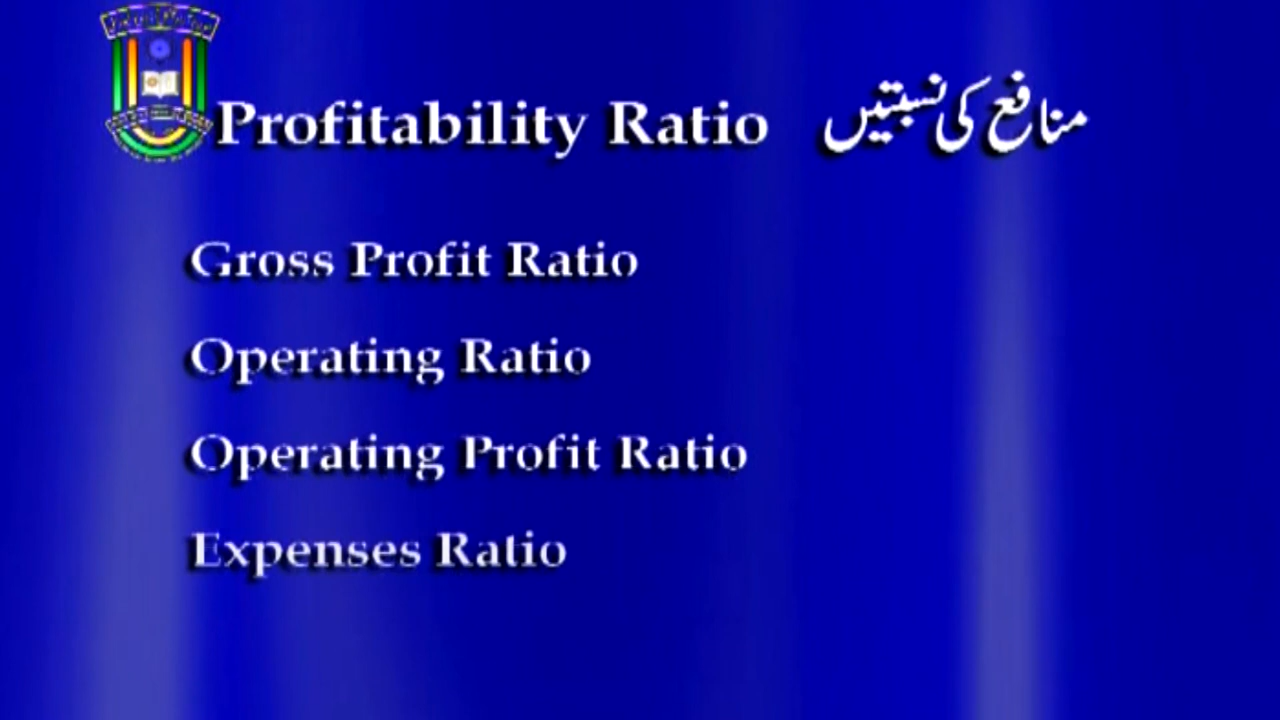 Profitability Ratio منافع کی نسبتیں
Gross Profit Ratio
Operating Ratio
Operating Profit Ratio
Expenses Ratio